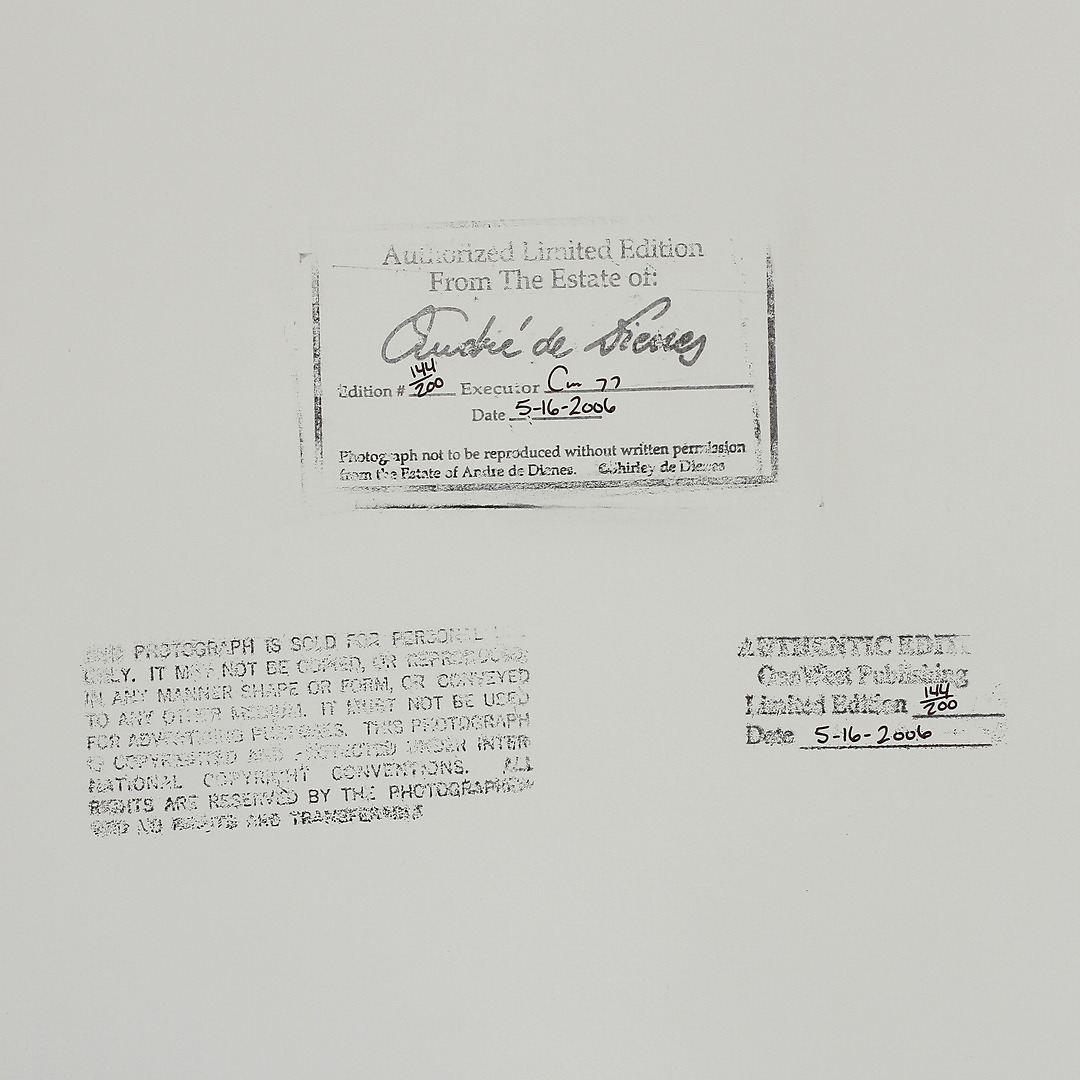 Authorized Limited Edition
From The Estate of:
André de Dienes
Edition # 144/200 Executor
Date 5-16-2006
Photograph not to be reproduced without written permission
from the Estate of Andre de Dienes. ©Shirley de Dienes
PHOTOGRAPH IS SOLD FOR PERSONAL
ONLY. IT MAY NOT BE COPIED, OR REPRODUCED
IN ANY MANNER SHAPE OR FORM, OR CONVEYED
TO ANY OTHER MEDIUM. IT MUST NOT BE USED
FOR ADVERTISING PURPOSES. THIS PHOTOGRAPH
IS COPYRIGHTED AND PROTECTED UNDER INTER
NATIONAL COPYRIGHT CONVENTIONS. ALL
RIGHTS ARE RESERVED BY THE PHOTOGRAPHER
AND NO RIGHTS ARE TRANSFERABLE
AUTHENTIC EDIT
OneWest Publishing
Limited Edition 144/200
Date 5-16-2006